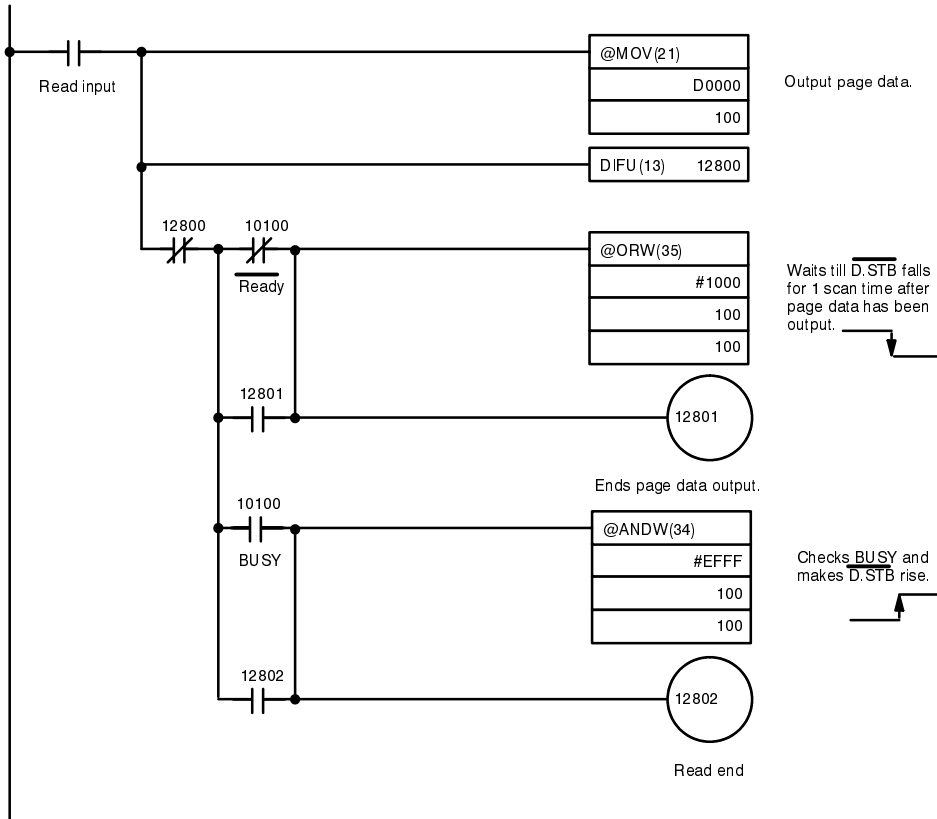 Read input
@MOV(21)
D0000
100
Output page data.
DIFU(13) 12800
12800
10100
Ready
@ORW(35)
#1000
100
100
Waits till D.STB falls
for 1 scan time after
page data has been
output.
12801
12801
Ends page data output.
10100
BUSY
@ANDW(34)
#EFFF
100
100
Checks BUSY and
makes D.STB rise.
12802
12802
Read end